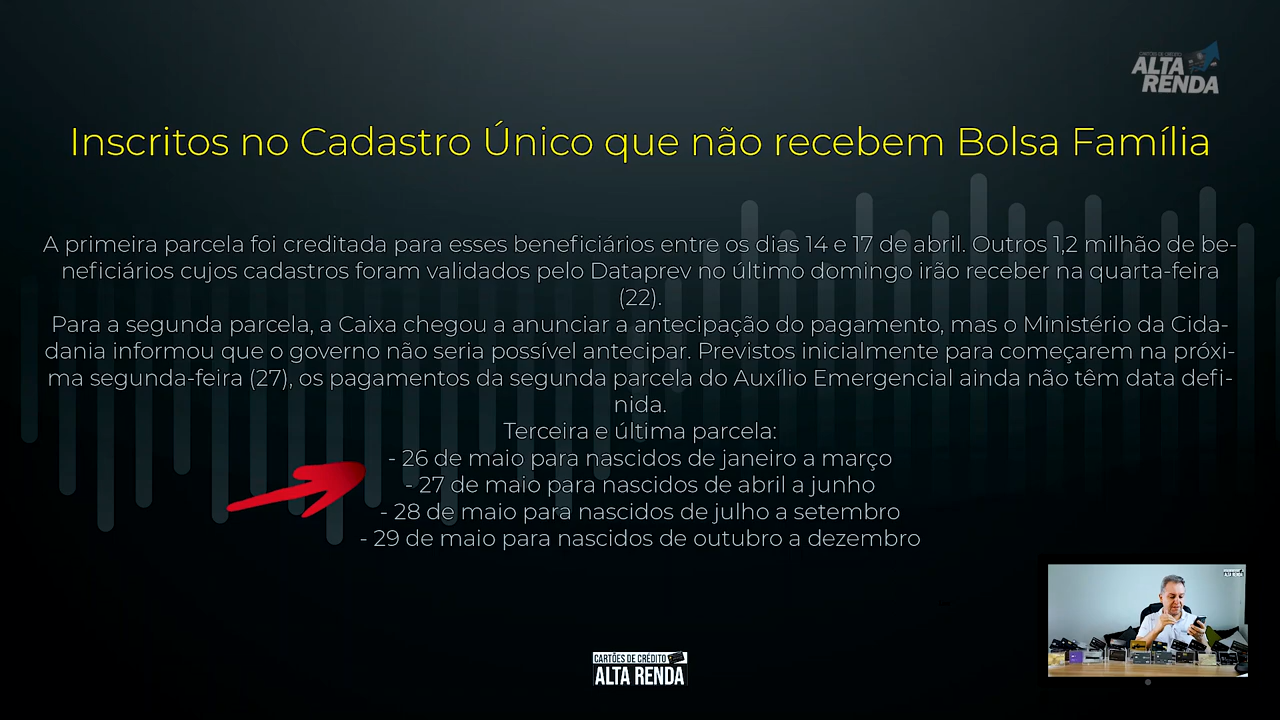 CARTÕES DE CRÉDITO
ALTA
RENDA
Inscritos no Cadastro Único que não recebem Bolsa Família
A primeira parcela foi creditada para esses beneficiários entre os dias 14 e 17 de abril. Outros 1,2 milhão de be-
neficiários cujos cadastros foram validados pelo Dataprev no último domingo irão receber na quarta-feira
(22).
Para a segunda parcela, a Caixa chegou a anunciar a antecipação do pagamento, mas o Ministério da Cida-
dania informou que o governo não seria possível antecipar. Previstos inicialmente para começarem na próxi-
ma segunda-feira (27), os pagamentos da segunda parcela do Auxílio Emergencial ainda não têm data defi-
nida.
Terceira e última parcela:
- 26 de maio para nascidos de janeiro a março
- 27 de maio para nascidos de abril a junho
- 28 de maio para nascidos de julho a setembro
- 29 de maio para nascidos de outubro a dezembro
ALTA RENDA
CARTÕES DE CRÉDITO
ALTA RENDA